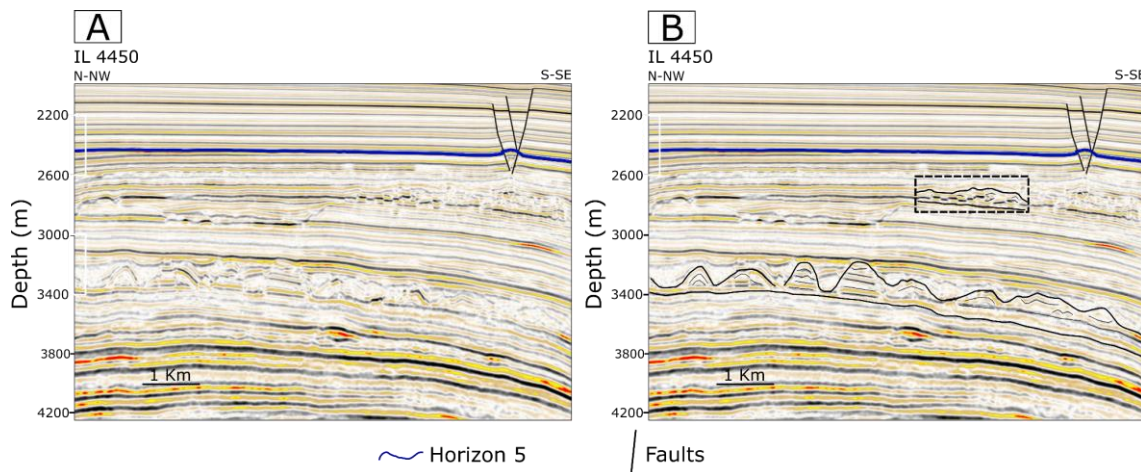 A
IL 4450
N-NW
S-SE
2200
2600
3000
3400
3800
4200
Depth (m)
1 Km
B
IL 4450
N-NW
S-SE
2200
2600
3000
3400
3800
4200
Depth (m)
1 Km
Horizon 5
Faults